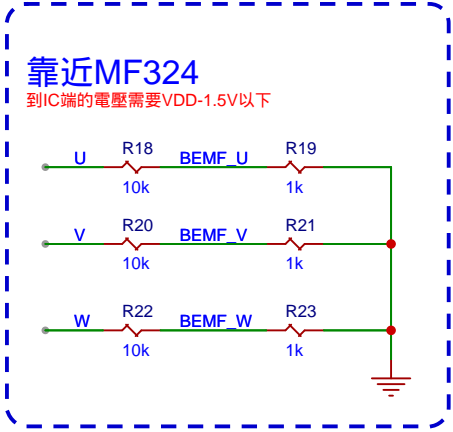 靠近MF324
到IC端的電壓需要VDD-1.5V以下
U R18 BEMF_U R19
10k 1k
V R20 BEMF_V R21
10k 1k
W R22 BEMF_W R23
10k 1k